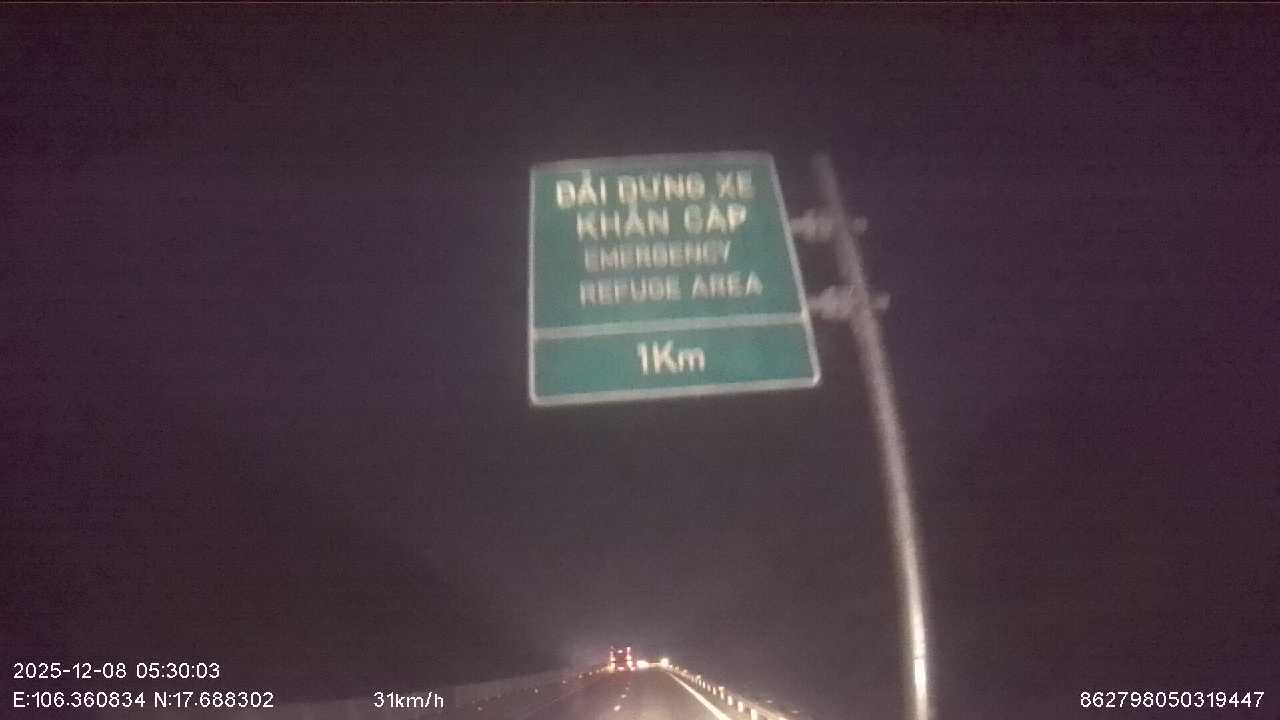 DẢI DỪNG XE
KHẨN CẤP
EMERGENCY
REFUGE AREA
1Km
2025-12-08 05:30:03
E:106.360834 N:17.688302
31km/h
862798050319447